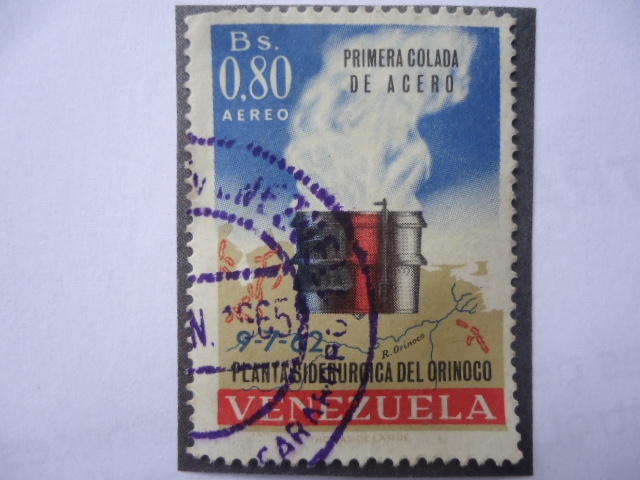 Bs.
0,80
AEREO
PRIMERA COLADA
DE ACERO
9-7-62
R. Orinoco
PLANTA SIDERURGICA DEL ORINOCO
VENEZUELA